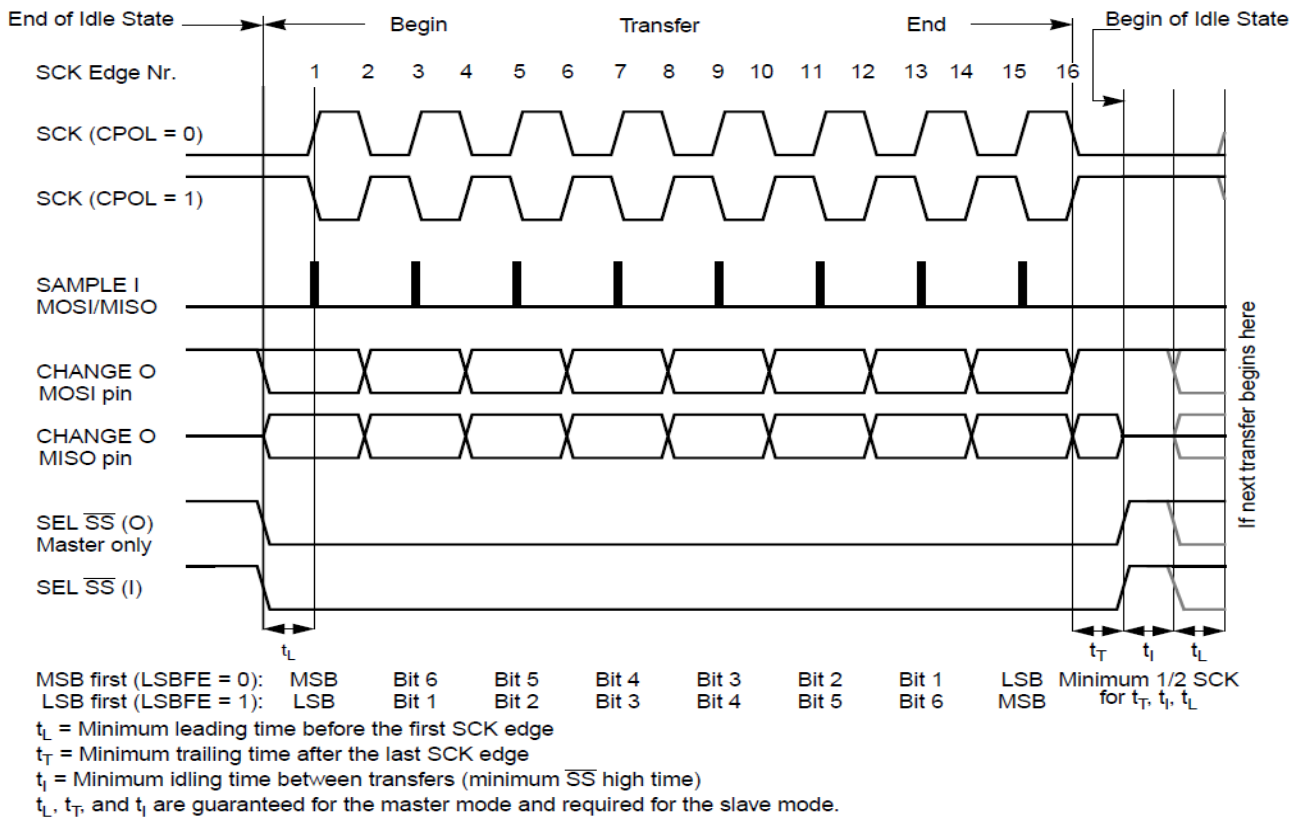 End of Idle State Begin Transfer End Begin of Idle State
SCK Edge Nr. 1 2 3 4 5 6 7 8 9 10 11 12 13 14 15 16
SCK (CPOL = 0)
SCK (CPOL = 1)
SAMPLE I
MOSI/MISO
CHANGE O
MOSI pin
CHANGE O
MISO pin
SEL SS (O)
Master only
SEL SS (I)
If next transfer begins here
tL tT tI tL
MSB first (LSBFE = 0): MSB Bit 6 Bit 5 Bit 4 Bit 3 Bit 2 Bit 1 LSB Minimum 1/2 SCK
LSB first (LSBFE = 1): LSB Bit 1 Bit 2 Bit 3 Bit 4 Bit 5 Bit 6 MSB for tT, tI, tL
tL = Minimum leading time before the first SCK edge
tT = Minimum trailing time after the last SCK edge
tI = Minimum idling time between transfers (minimum SS high time)
tL, tT, and tI are guaranteed for the master mode and required for the slave mode.